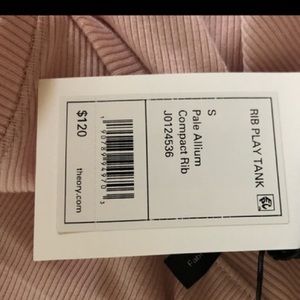 RIB PLAY TANK
S
Pale Allium
Compact Rib
J0124536
$120
theory.com